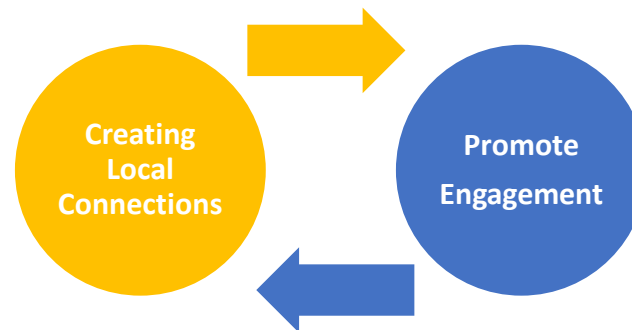 Creating
Local
Connections
Promote
Engagement